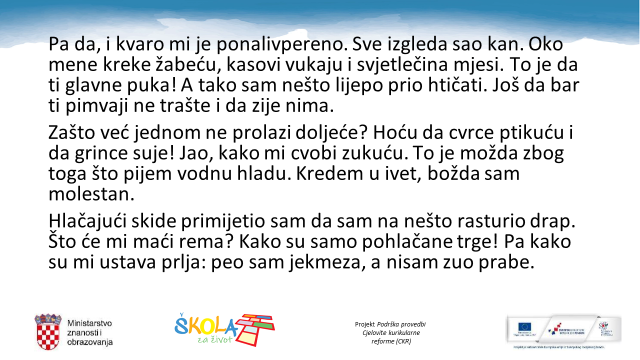 Pa da, i kvaro mi je ponalivpereno. Sve izgleda sao kan. Oko
mene kreke žabeću, kasovi vukaju i svjetlečina mjesi. To je da
ti glavne puka! A tako sam nešto lijepo prio htičati. Još da bar
ti pimvaji ne trašte i da zije nima.
Zašto već jednom ne prolazi doljeće? Hoću da cvrce ptikuću i
da grince suje! Jao, kako mi cvobi zukuću. To je možda zbog
toga što pijem vodnu hladu. Kredem u ivet, božda sam
molestan.
Hlačajući skide primijetio sam da sam na nešto rasturio drap.
Što će mi maći rema? Kako su samo pohlačane trge! Pa kako
su mi ustava prlja: peo sam jekmeza, a nisam zuo prabe.
Ministarstvo
znanosti i
obrazovanja
ŠKOLA
za život
Projekt Podrška provedbi
Cjelovite kurikularne
reforme (CKR)